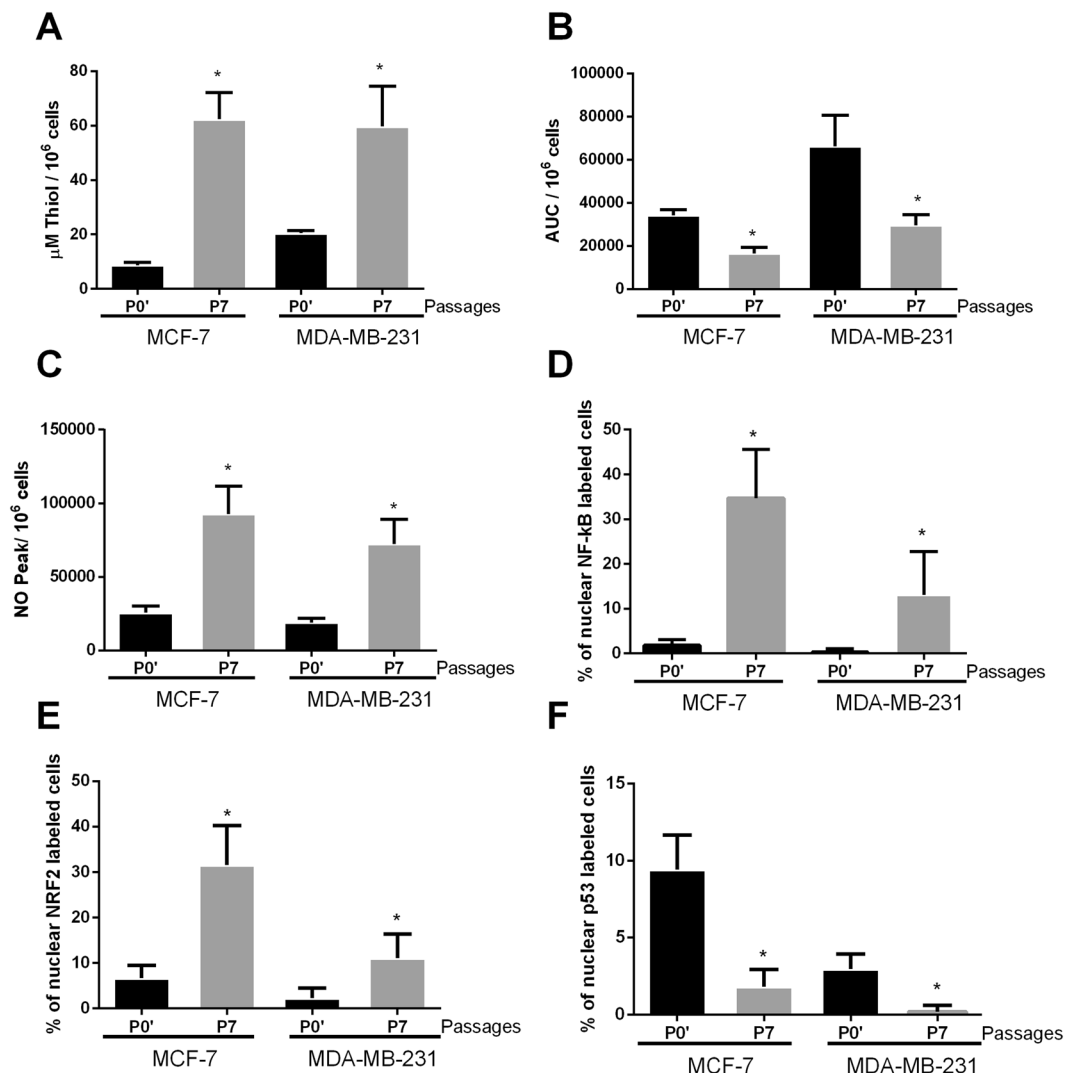 A
µM Thiol / 10⁶ cells
80
60
40
20
0
* *
P0' P7 P0' P7 Passages
MCF-7 MDA-MB-231
B
AUC / 10⁶ cells
100000
80000
60000
40000
20000
0
* *
P0' P7 P0' P7 Passages
MCF-7 MDA-MB-231
C
NO Peak/ 10⁶ cells
150000
100000
50000
0
* *
P0' P7 P0' P7 Passages
MCF-7 MDA-MB-231
D
% of nuclear NF-kB labeled cells
50
40
30
20
10
0
* *
P0' P7 P0' P7 Passages
MCF-7 MDA-MB-231
E
% of nuclear NRF2 labeled cells
50
40
30
20
10
0
* *
P0' P7 P0' P7 Passages
MCF-7 MDA-MB-231
F
% of nuclear p53 labeled cells
15
10
5
0
* *
P0' P7 P0' P7 Passages
MCF-7 MDA-MB-231